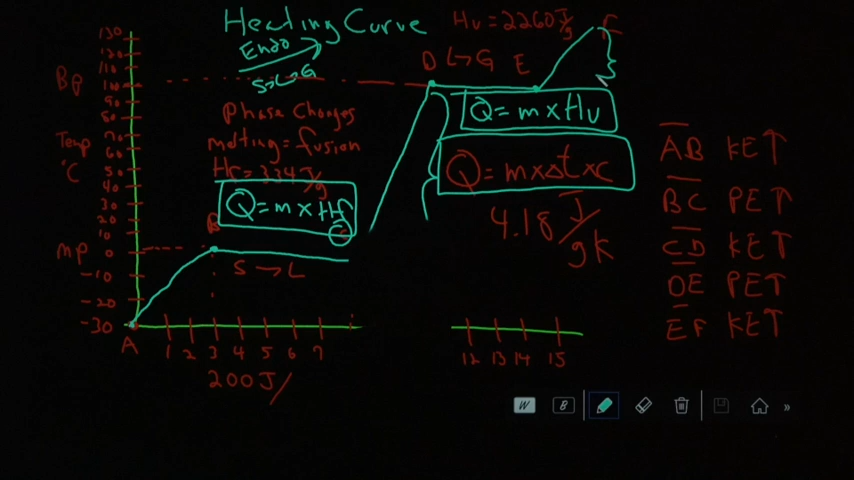 Heating Curve
Hv = 2260 J/g
F
Endo
S→L→G
D L→G E
130
120
110
100
90
80
70
60
50
40
30
20
10
0
-10
-20
-30
Bp
Temp
°C
mp
Phase Changes
melting = fusion
HF = 334 J/g
Q = m x Hf
B
C
S → L
Q = m x Hv
Q = m x Δt x c
4.18 J/gK
AB KE↑
BC PE↑
CD KE↑
DE PE↑
EF KE↑
A
1 2 3 4 5 6 7
12 13 14 15
200 J/
W B